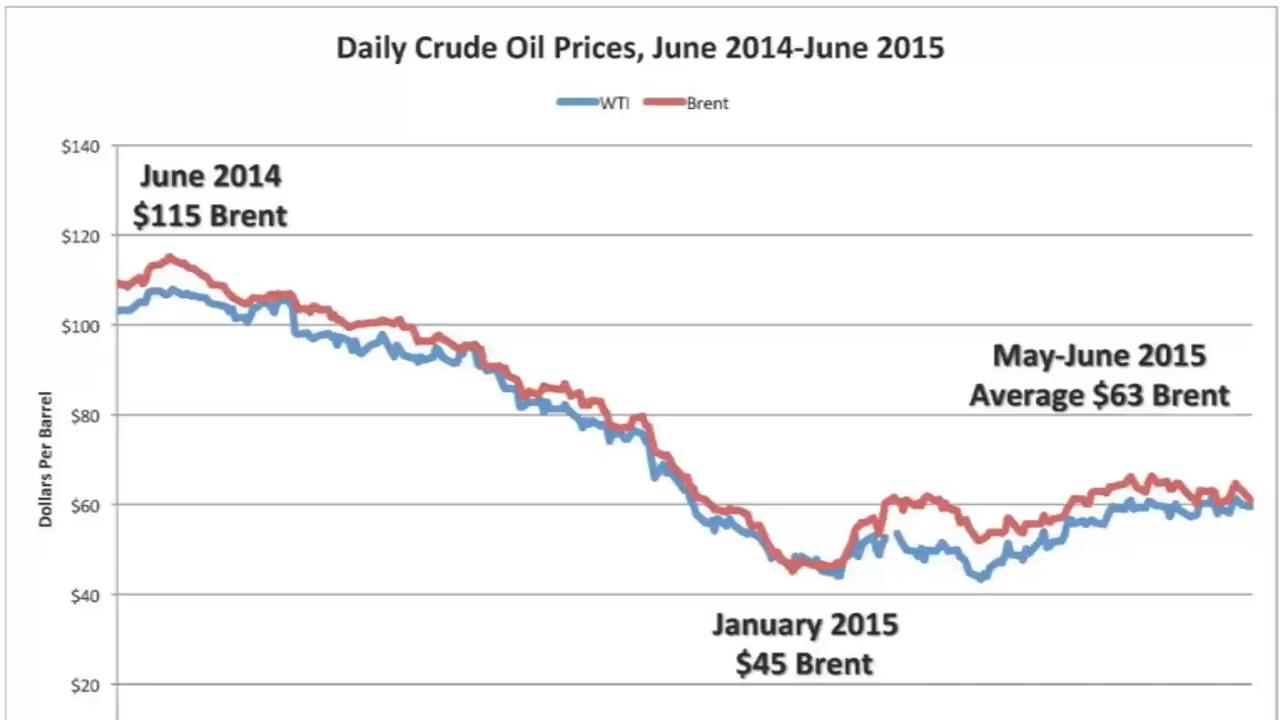 Daily Crude Oil Prices, June 2014-June 2015
WTI Brent
$140
June 2014
$115 Brent
$120
$100
May-June 2015
Average $63 Brent
$80
Dollars Per Barrel
$60
$40
January 2015
$45 Brent
$20